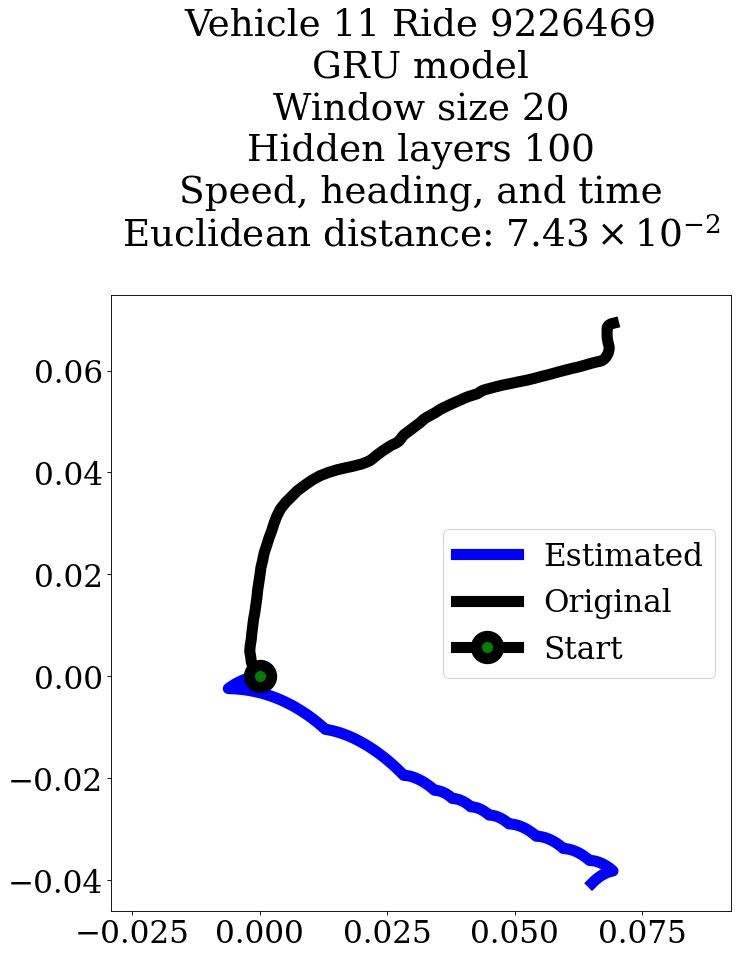 Vehicle 11 Ride 9226469
GRU model
Window size 20
Hidden layers 100
Speed, heading, and time
Euclidean distance: 7.43 × 10⁻²
0.06
0.04
0.02
0.00
−0.02
−0.04
Estimated
Original
Start
−0.025 0.000 0.025 0.050 0.075